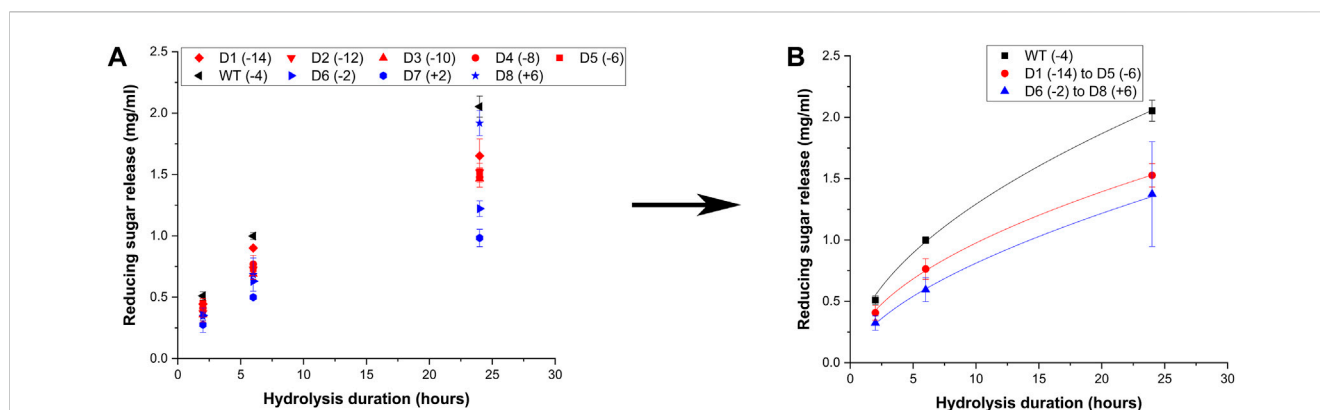 A
2.5
D1 (-14) D2 (-12) D3 (-10) D4 (-8) D5 (-6)
WT (-4) D6 (-2) D7 (+2) D8 (+6)
2.0
1.5
1.0
0.5
0.0
Reducing sugar release (mg/ml)
0 5 10 15 20 25 30
Hydrolysis duration (hours)
B
2.5
WT (-4)
D1 (-14) to D5 (-6)
D6 (-2) to D8 (+6)
2.0
1.5
1.0
0.5
0.0
Reducing sugar release (mg/ml)
0 5 10 15 20 25 30
Hydrolysis duration (hours)